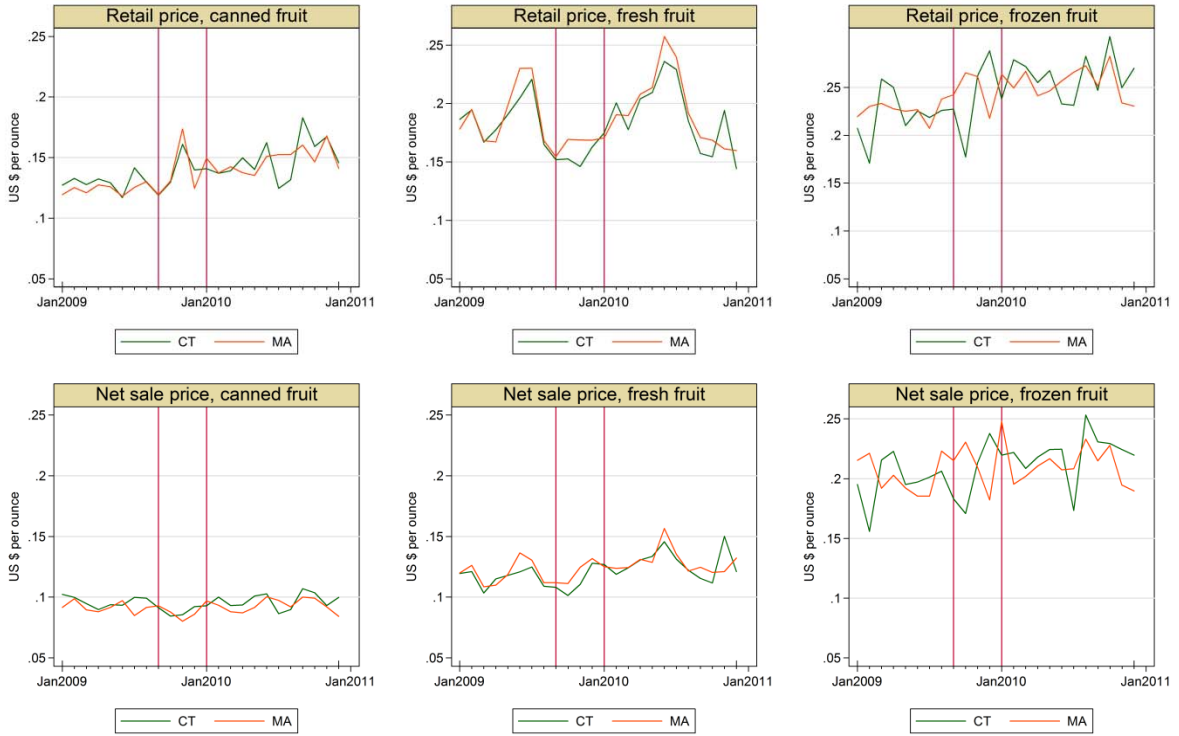 Retail price, canned fruit
US $ per ounce
.25
.2
.15
.1
.05
Jan2009
Jan2010
Jan2011
CT
MA
Retail price, fresh fruit
US $ per ounce
.25
.2
.15
.1
.05
Jan2009
Jan2010
Jan2011
CT
MA
Retail price, frozen fruit
US $ per ounce
.25
.2
.15
.1
.05
Jan2009
Jan2010
Jan2011
CT
MA
Net sale price, canned fruit
US $ per ounce
.25
.2
.15
.1
.05
Jan2009
Jan2010
Jan2011
CT
MA
Net sale price, fresh fruit
US $ per ounce
.25
.2
.15
.1
.05
Jan2009
Jan2010
Jan2011
CT
MA
Net sale price, frozen fruit
US $ per ounce
.25
.2
.15
.1
.05
Jan2009
Jan2010
Jan2011
CT
MA